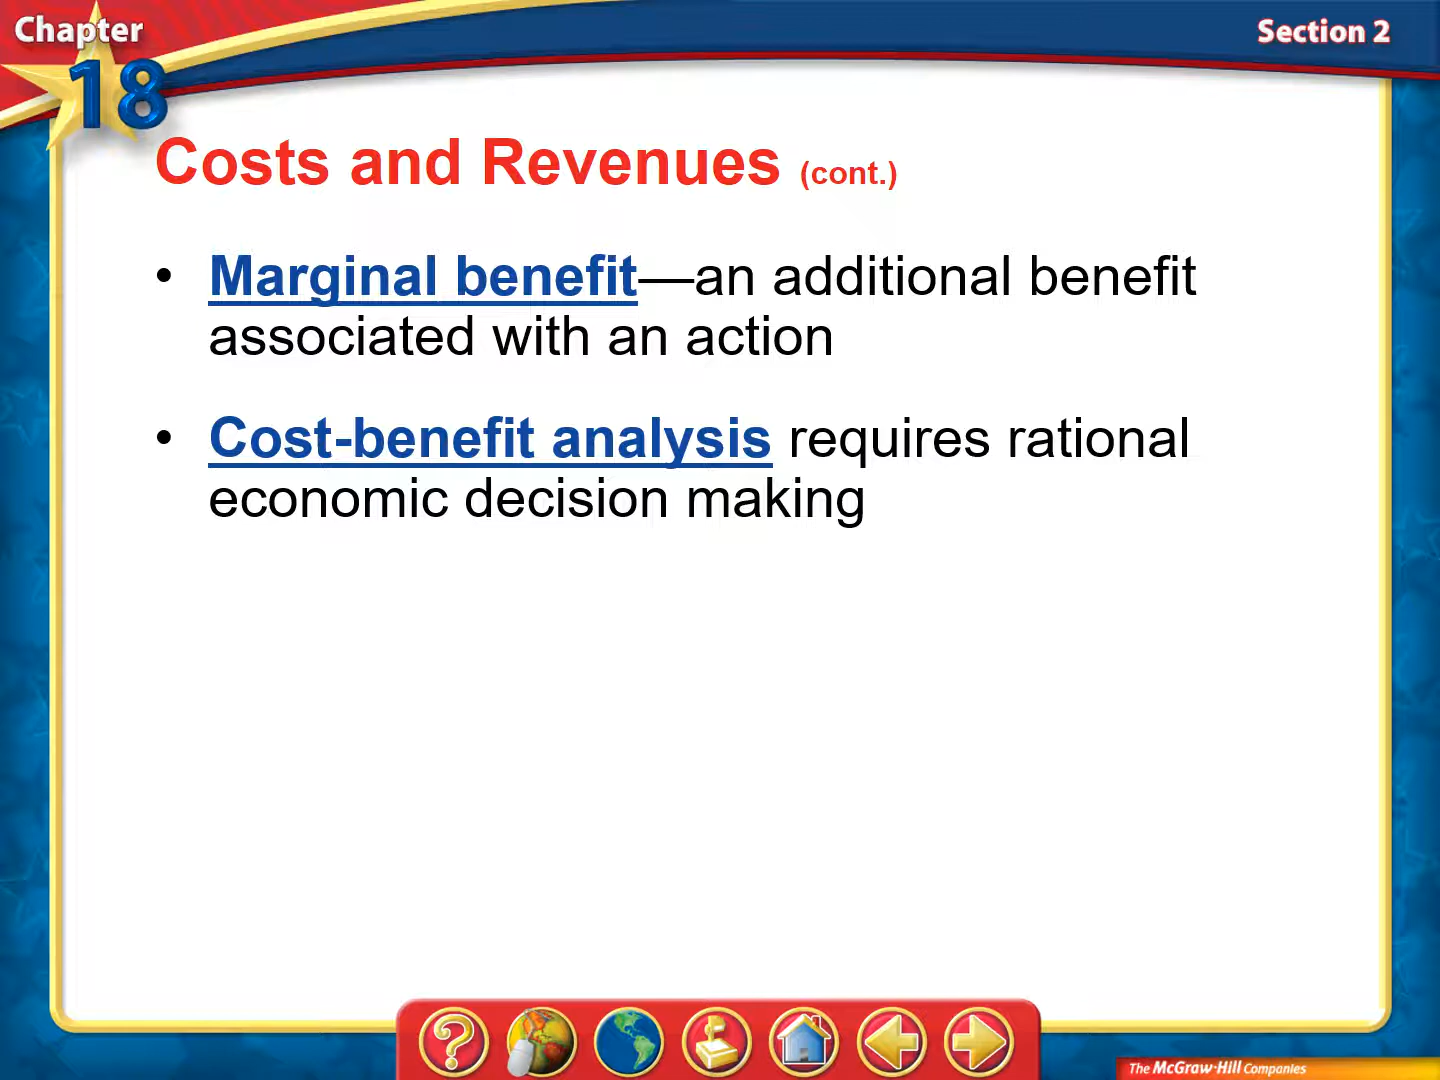 Chapter
18
Section 2
Costs and Revenues (cont.)
• Marginal benefit—an additional benefit
associated with an action
• Cost-benefit analysis requires rational
economic decision making
?
The McGraw·Hill Companies